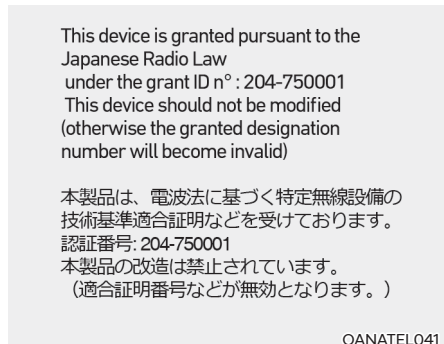 This device is granted pursuant to the
Japanese Radio Law
under the grant ID n° : 204-750001
This device should not be modified
(otherwise the granted designation
number will become invalid)
本製品は、電波法に基づく特定無線設備の
技術基準適合証明などを受けております。
認証番号: 204-750001
本製品の改造は禁止されています。
（適合証明番号などが無効となります。）
OANATEL041